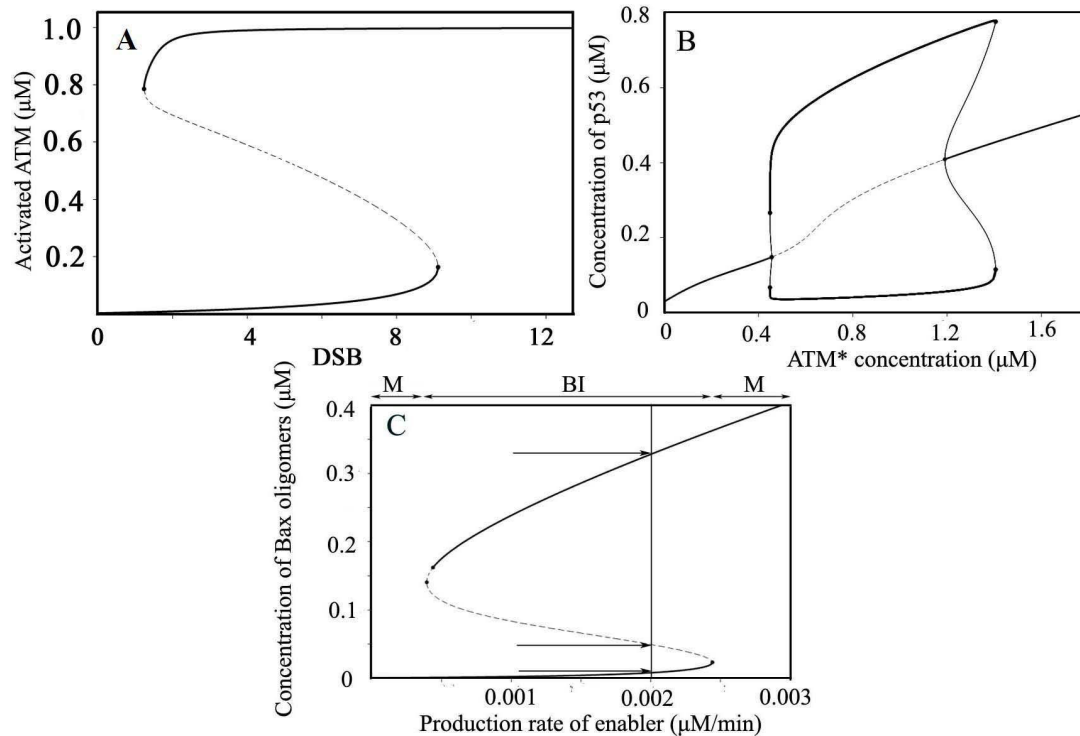 A
Activated ATM (μM)
1.0
0.8
0.6
0.4
0.2
0 4 8 12
DSB
B
Concentration of p53 (μM)
0.8
0.6
0.4
0.2
0
0 0.4 0.8 1.2 1.6
ATM* concentration (μM)
M BI M
C
Concentration of Bax oligomers (μM)
0.4
0.3
0.2
0.1
0
0.001 0.002 0.003
Production rate of enabler (μM/min)